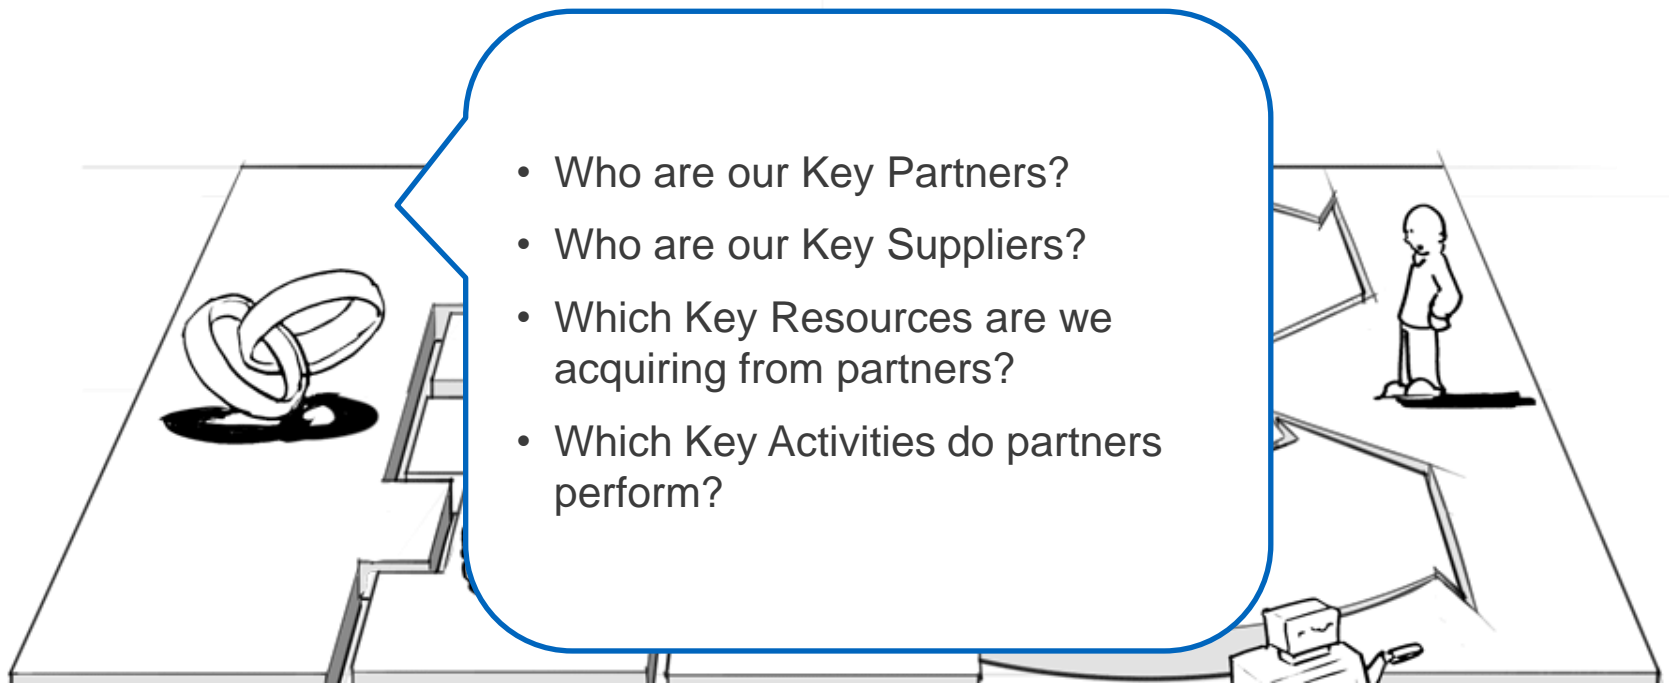 • Who are our Key Partners?
• Who are our Key Suppliers?
• Which Key Resources are we
acquiring from partners?
• Which Key Activities do partners
perform?